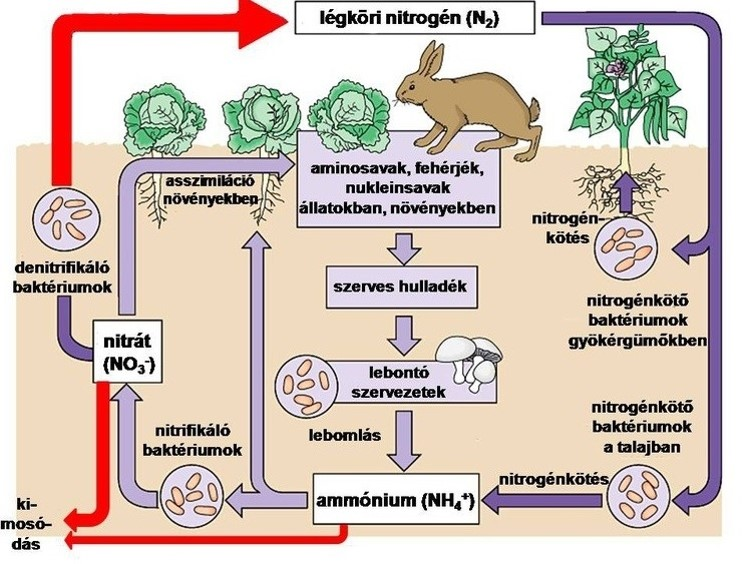 légköri nitrogén (N2)
asszimiláció
növényekben
aminosavak, fehérjék,
nukleinsavak
állatokban, növényekben
nitrogén-
kötés
denitrifikáló
baktériumok
szerves hulladék
nitrogénkötő
baktériumok
gyökérgümőkben
nitrát
(NO3-)
lebontó
szervezetek
nitrifikáló
baktériumok
lebomlás
nitrogénkötő
baktériumok
a talajban
nitrogénkötés
ammónium (NH4+)
ki-
mosó-
dás